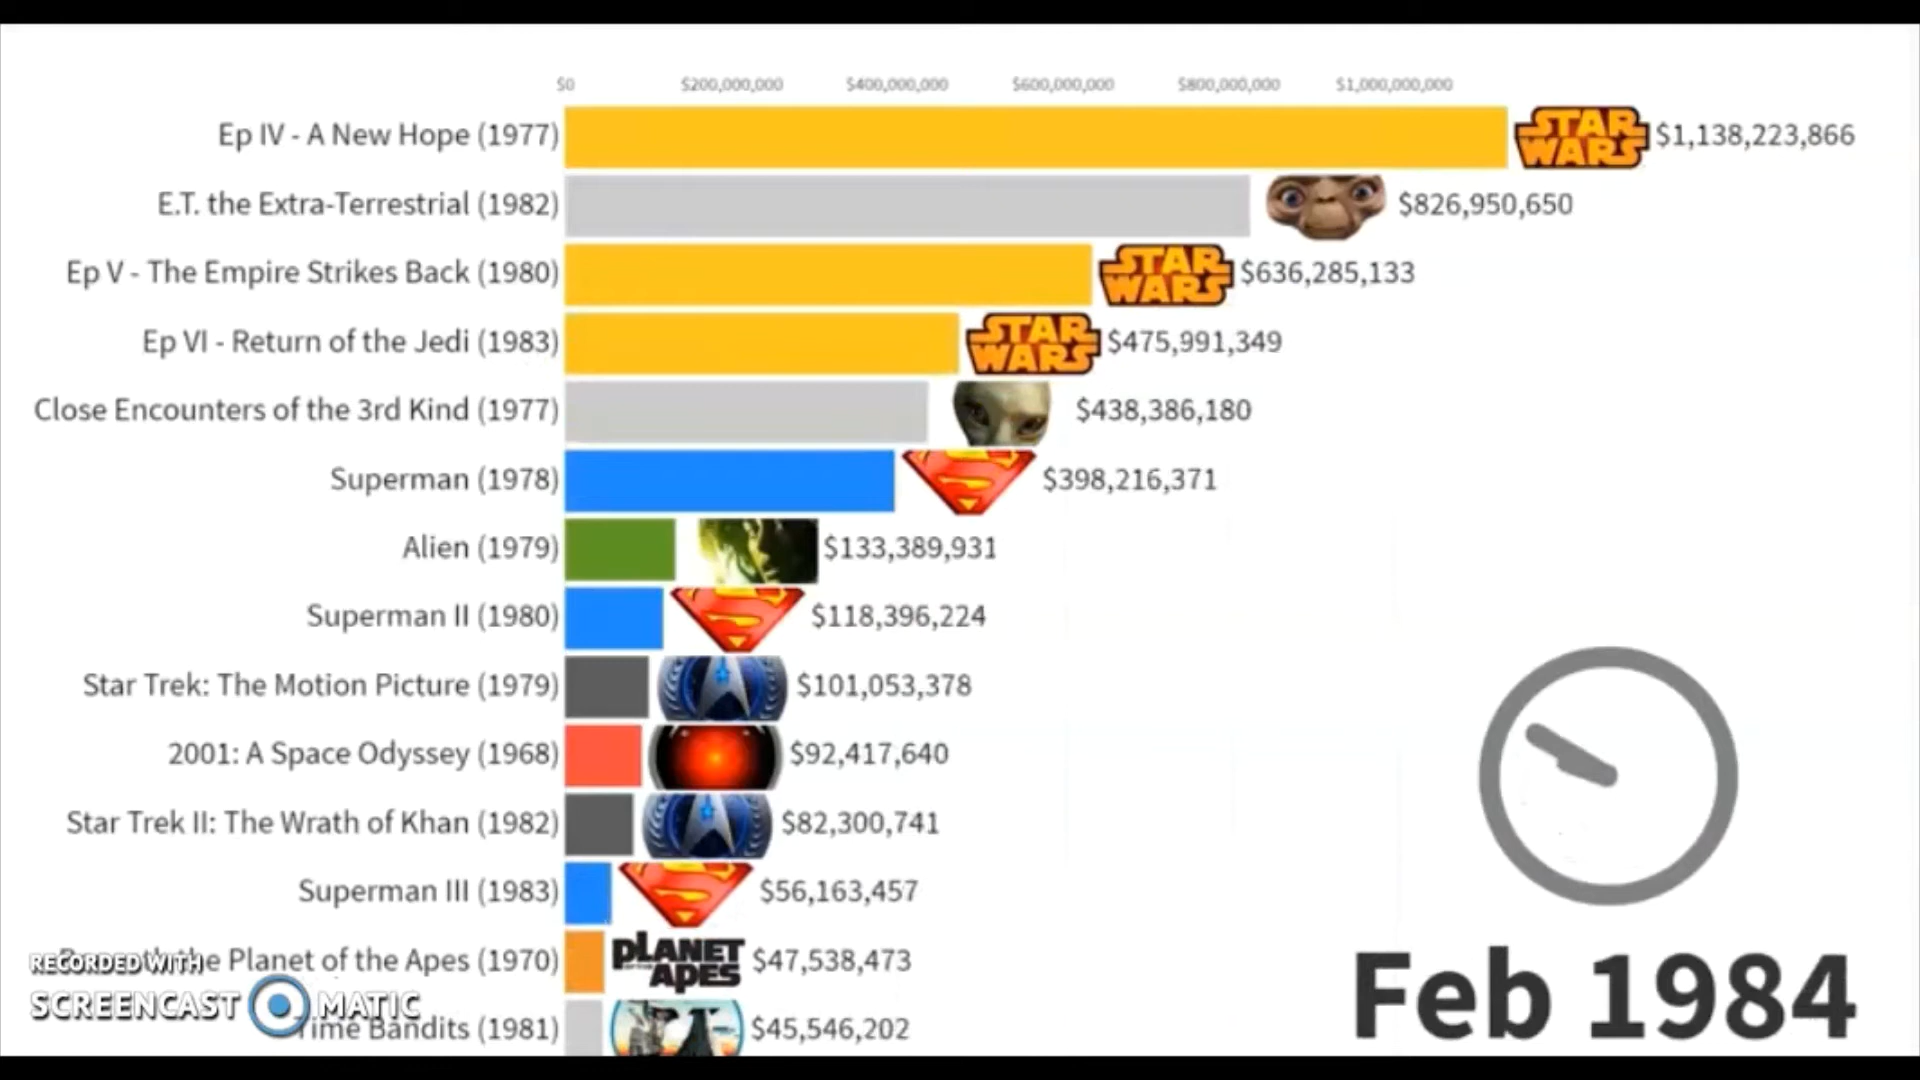 $0 $200,000,000 $400,000,000 $600,000,000 $800,000,000 $1,000,000,000
Ep IV - A New Hope (1977) STAR WARS $1,138,223,866
E.T. the Extra-Terrestrial (1982) $826,950,650
Ep V - The Empire Strikes Back (1980) STAR WARS $636,285,133
Ep VI - Return of the Jedi (1983) STAR WARS $475,991,349
Close Encounters of the 3rd Kind (1977) $438,386,180
Superman (1978) $398,216,371
Alien (1979) $133,389,931
Superman II (1980) $118,396,224
Star Trek: The Motion Picture (1979) $101,053,378
2001: A Space Odyssey (1968) $92,417,640
Star Trek II: The Wrath of Khan (1982) $82,300,741
Superman III (1983) $56,163,457
the Planet of the Apes (1970) PLANET APES $47,538,473
Time Bandits (1981) $45,546,202
RECORDED WITH
SCREENCAST MATIC
Feb 1984